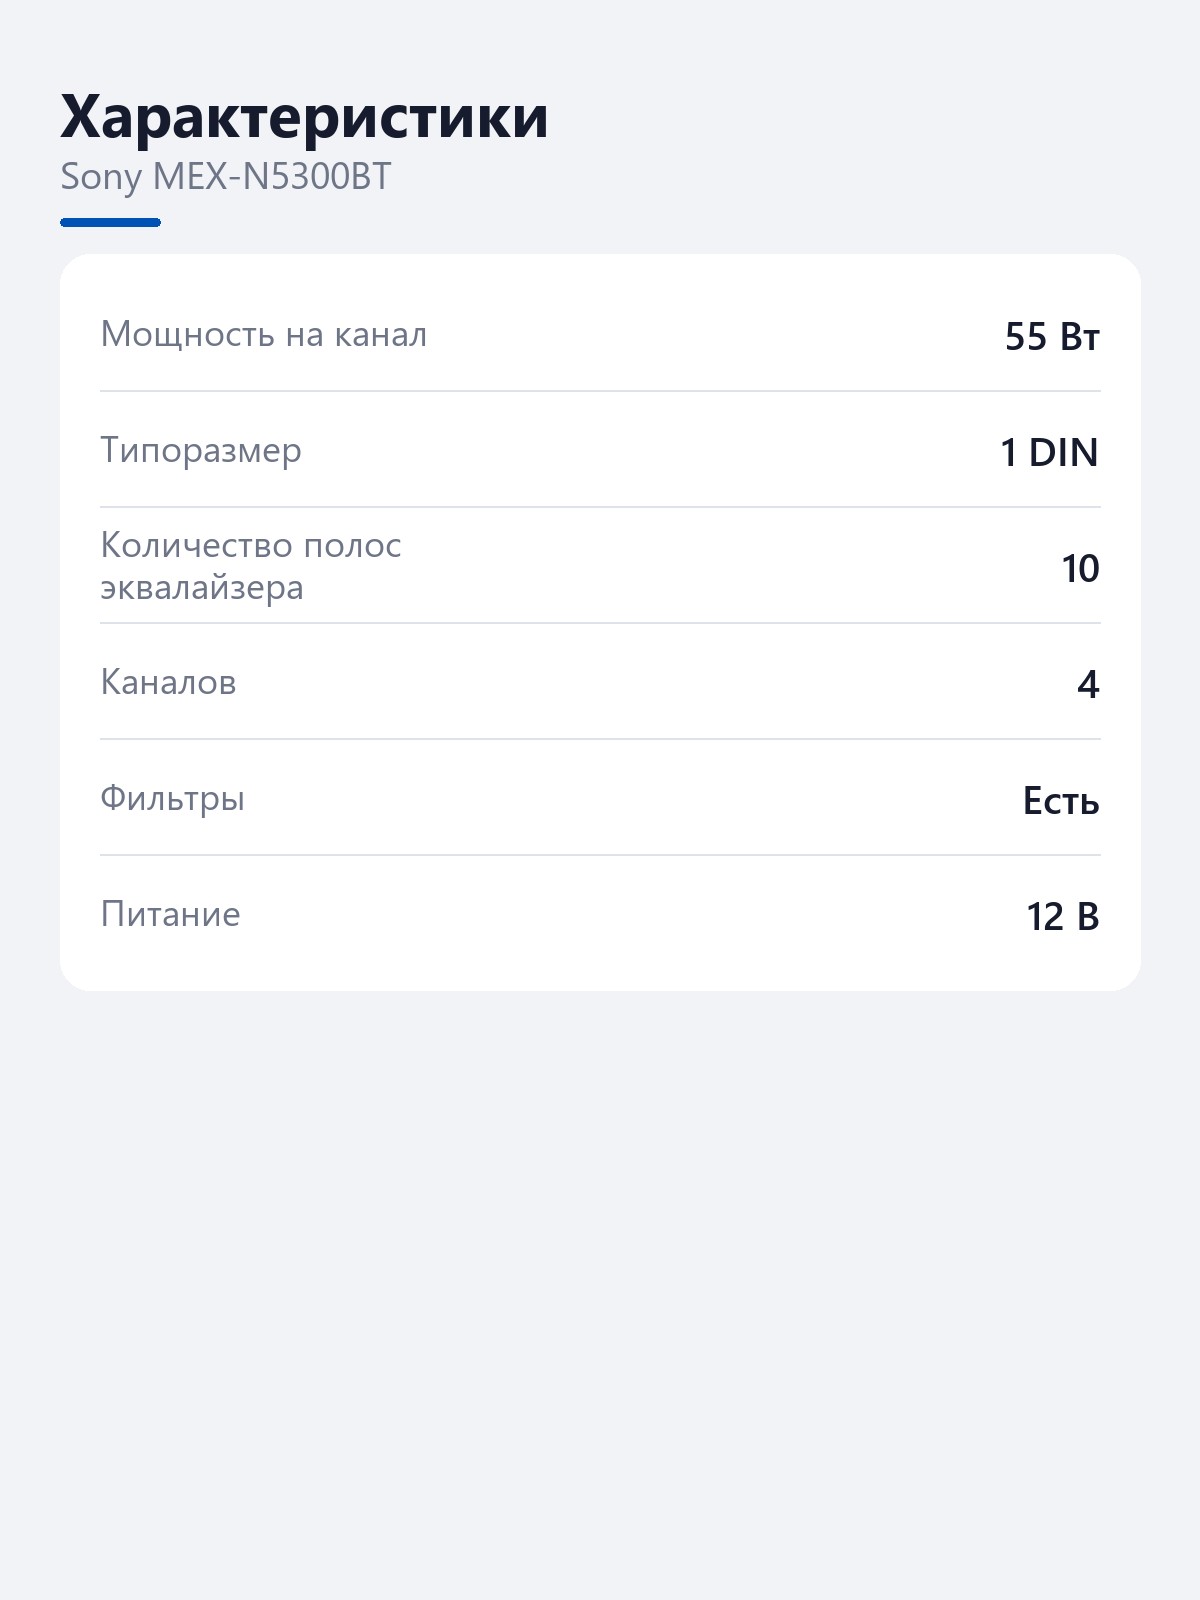 Характеристики
Sony MEX-N5300BT
Мощность на канал
55 Вт
Типоразмер
1 DIN
Количество полос
эквалайзера
10
Каналов
4
Фильтры
Есть
Питание
12 В